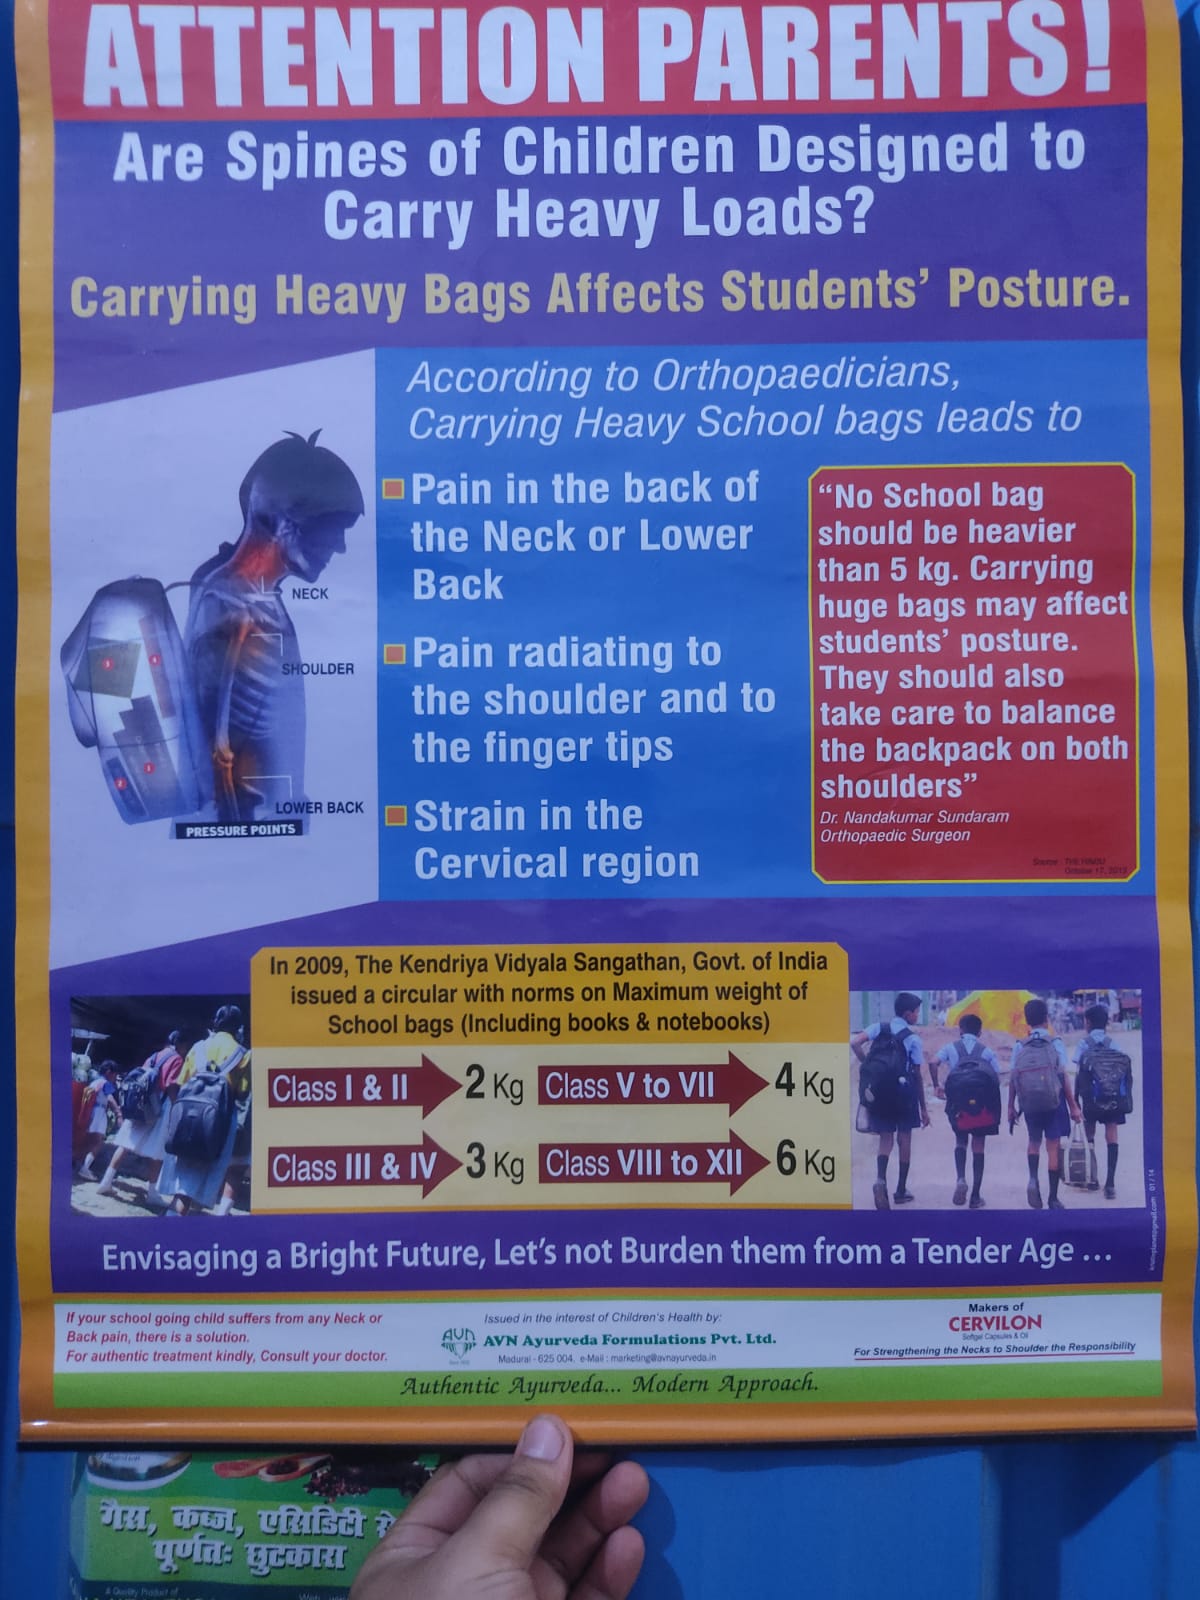 ATTENTION PARENTS!
Are Spines of Children Designed to
Carry Heavy Loads?
Carrying Heavy Bags Affects Students' Posture.
According to Orthopaedicians,
Carrying Heavy School bags leads to
Pain in the back of
the Neck or Lower
Back
Pain radiating to
the shoulder and to
the finger tips
Strain in the
Cervical region
NECK
SHOULDER
LOWER BACK
PRESSURE POINTS
“No School bag
should be heavier
than 5 kg. Carrying
huge bags may affect
students’ posture.
They should also
take care to balance
the backpack on both
shoulders”
Dr. Nandakumar Sundaram
Orthopaedic Surgeon
Source : THE HINDU
October 17, 2012
In 2009, The Kendriya Vidyala Sangathan, Govt. of India
issued a circular with norms on Maximum weight of
School bags (Including books & notebooks)
Class I & II 2 Kg Class V to VII 4 Kg
Class III & IV 3 Kg Class VIII to XII 6 Kg
01 / 14
Envisaging a Bright Future, Let's not Burden them from a Tender Age ...
If your school going child suffers from any Neck or
Back pain, there is a solution.
For authentic treatment kindly, Consult your doctor.
Issued in the interest of Children's Health by:
AVN
AVN Ayurveda Formulations Pvt. Ltd.
Madurai - 625 004. e-Mail : marketing@avnayurveda.in
Makers of
CERVILON
Softgel Capsules & Oil
For Strengthening the Necks to Shoulder the Responsibility
Authentic Ayurveda... Modern Approach.
गैस, कब्ज, एसिडिटी से
पूर्णतः छुटकारा
A Quality Product of